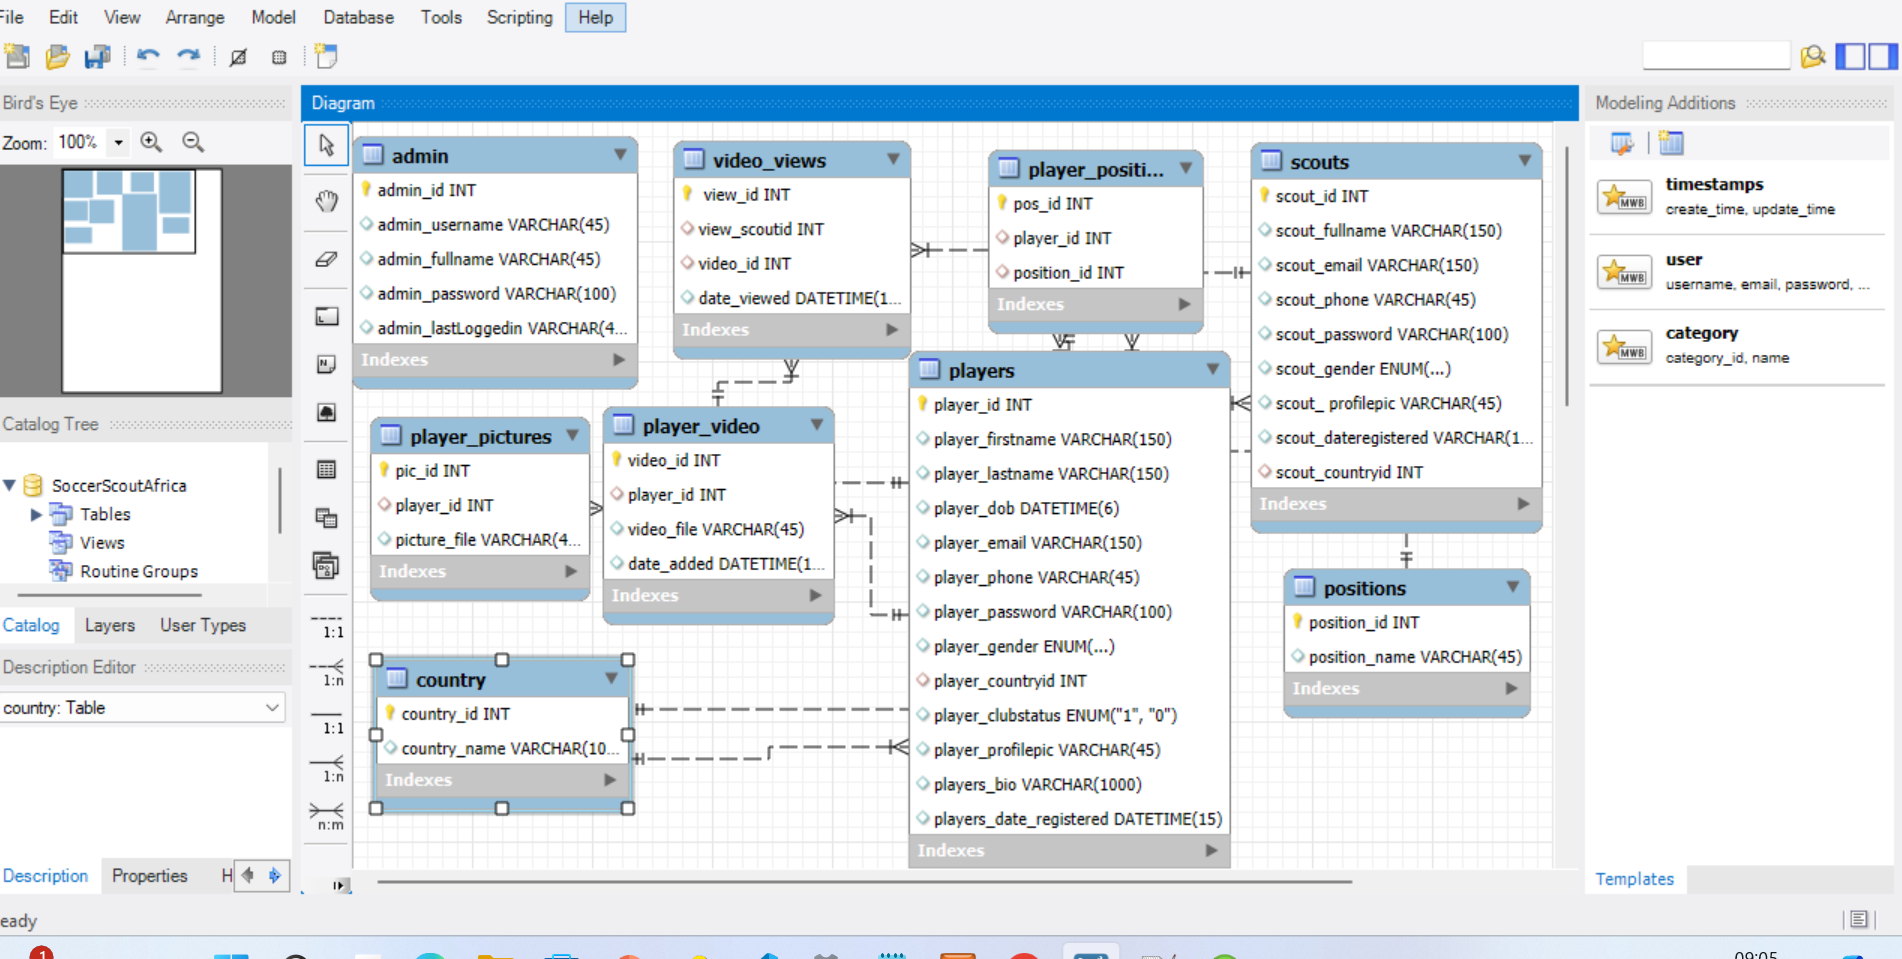 File Edit View Arrange Model Database Tools Scripting Help
Bird's Eye
Zoom: 100%
Catalog Tree
SoccerScoutAfrica
Tables
Views
Routine Groups
Catalog Layers User Types
Description Editor
country: Table
Description Properties H
eady
Diagram
1:1
1:n
1:1
1:n
n:m
admin
admin_id INT
admin_username VARCHAR(45)
admin_fullname VARCHAR(45)
admin_password VARCHAR(100)
admin_lastLoggedin VARCHAR(4...
Indexes
video_views
view_id INT
view_scoutid INT
video_id INT
date_viewed DATETIME(1...
Indexes
player_positi...
pos_id INT
player_id INT
position_id INT
Indexes
scouts
scout_id INT
scout_fullname VARCHAR(150)
scout_email VARCHAR(150)
scout_phone VARCHAR(45)
scout_password VARCHAR(100)
scout_gender ENUM(...)
scout_ profilepic VARCHAR(45)
scout_dateregistered VARCHAR(1...
scout_countryid INT
Indexes
player_pictures
pic_id INT
player_id INT
picture_file VARCHAR(4...
Indexes
player_video
video_id INT
player_id INT
video_file VARCHAR(45)
date_added DATETIME(1...
Indexes
players
player_id INT
player_firstname VARCHAR(150)
player_lastname VARCHAR(150)
player_dob DATETIME(6)
player_email VARCHAR(150)
player_phone VARCHAR(45)
player_password VARCHAR(100)
player_gender ENUM(...)
player_countryid INT
player_clubstatus ENUM("1", "0")
player_profilepic VARCHAR(45)
players_bio VARCHAR(1000)
players_date_registered DATETIME(15)
Indexes
positions
position_id INT
position_name VARCHAR(45)
Indexes
country
country_id INT
country_name VARCHAR(10...
Indexes
Modeling Additions
timestamps
create_time, update_time
user
username, email, password, ...
category
category_id, name
MWB
MWB
MWB
Templates
1
09:05